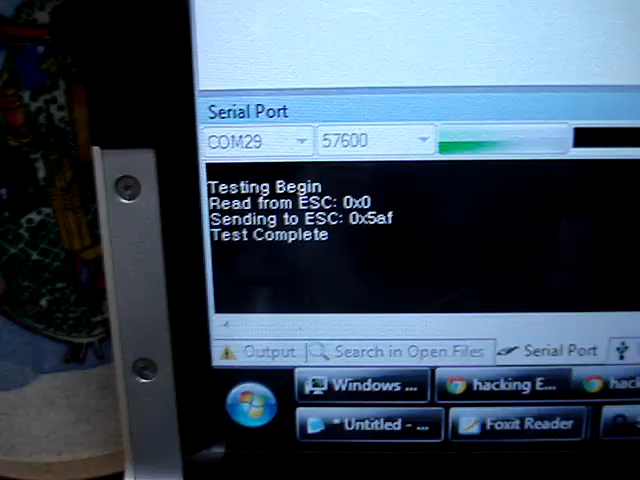 Serial Port
COM29 57600
Testing Begin
Read from ESC: 0x0
Sending to ESC: 0x5af
Test Complete
Output Search in Open Files Serial Port
Windows ... hacking E... hac
* Untitled - ... Foxit Reader